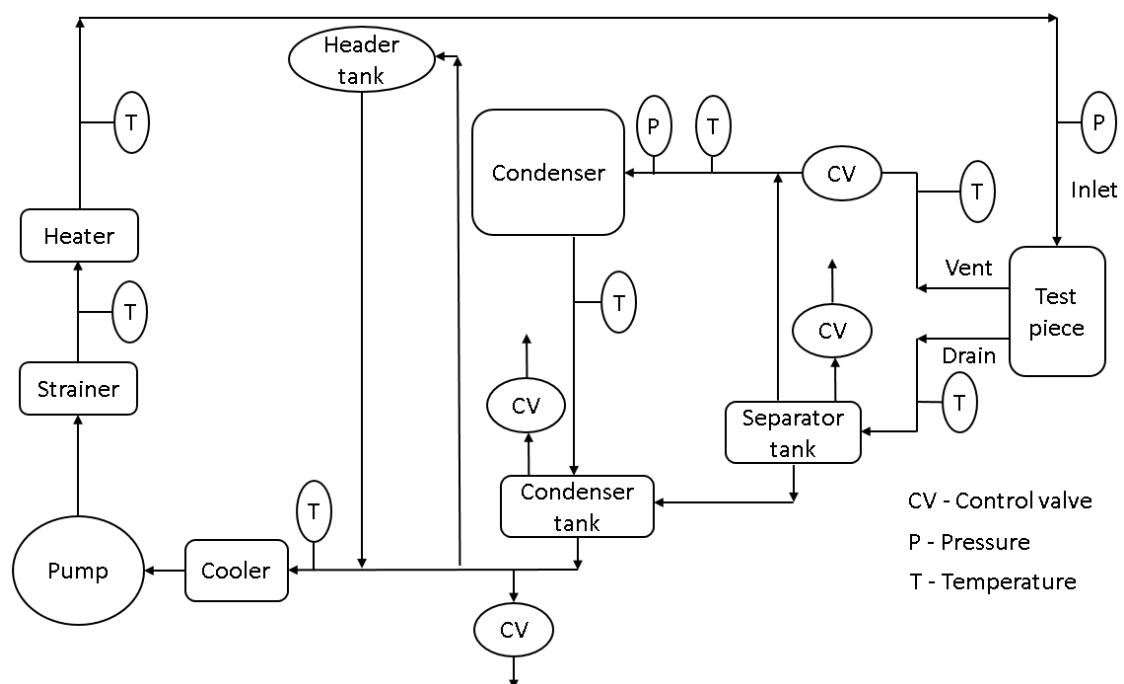 Header
tank
T
P
T
P
Condenser
CV
T
Inlet
Heater
Vent
T
T
Test
piece
CV
Drain
Strainer
CV
T
Separator
tank
Condenser
tank
T
CV - Control valve
P - Pressure
T - Temperature
Pump
Cooler
CV